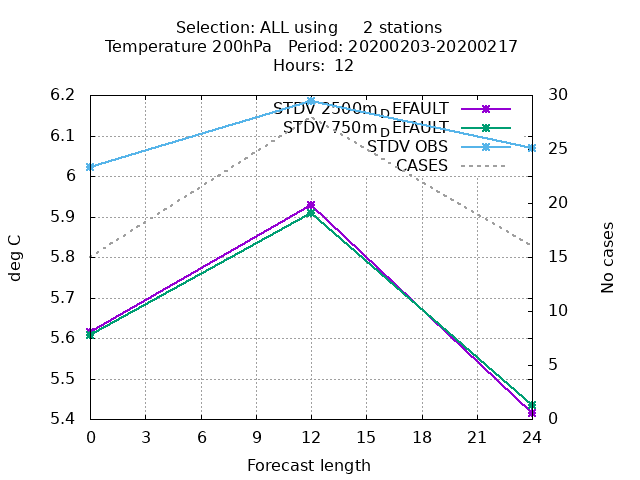 Selection: ALL using     2 stations
Temperature 200hPa   Period: 20200203-20200217
Hours: 12
6.2
6.1
6
5.9
5.8
5.7
5.6
5.5
5.4
deg C
STDV 2500m_DEFAULT
STDV 750m_DEFAULT
STDV OBS
CASES
30
25
20
15
10
5
0
No cases
0 3 6 9 12 15 18 21 24
Forecast length